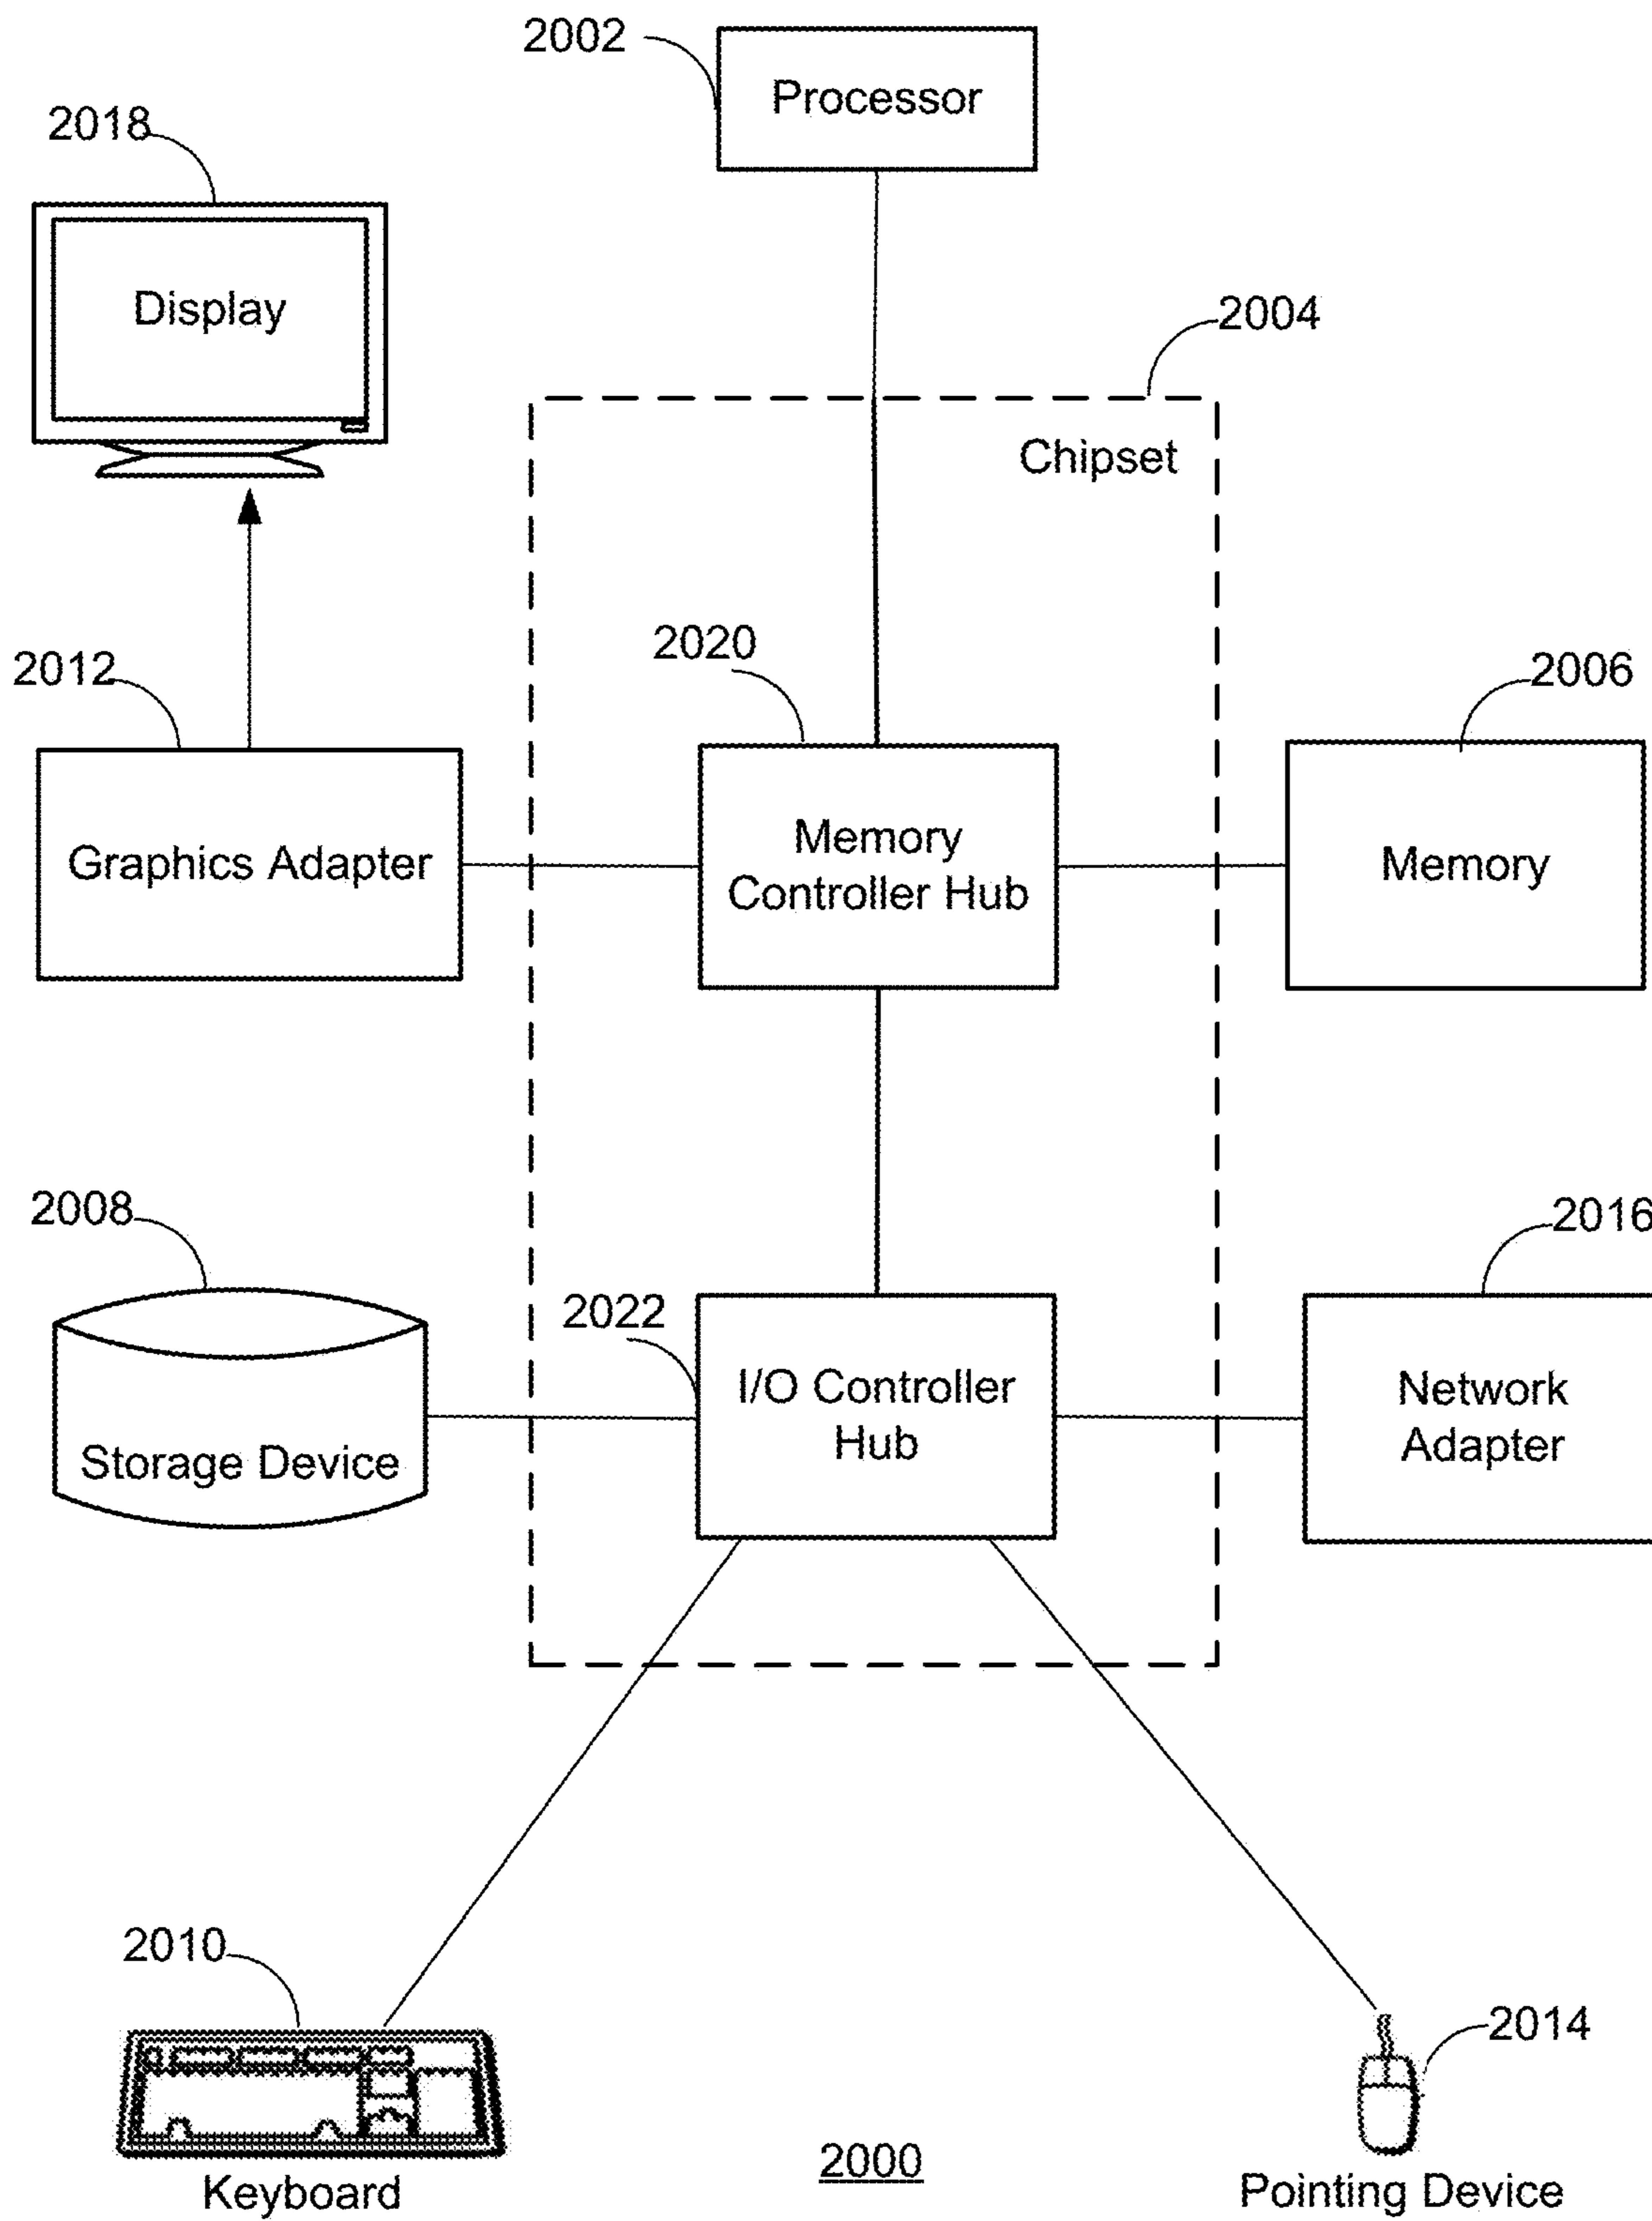 2002
Processor
2018
Display
2004
Chipset
2020
2012
2006
Memory
Controller Hub
Graphics Adapter
Memory
2008
2016
2022
I/O Controller
Hub
Network
Adapter
Storage Device
2010
2014
2000
Keyboard
Pointing Device